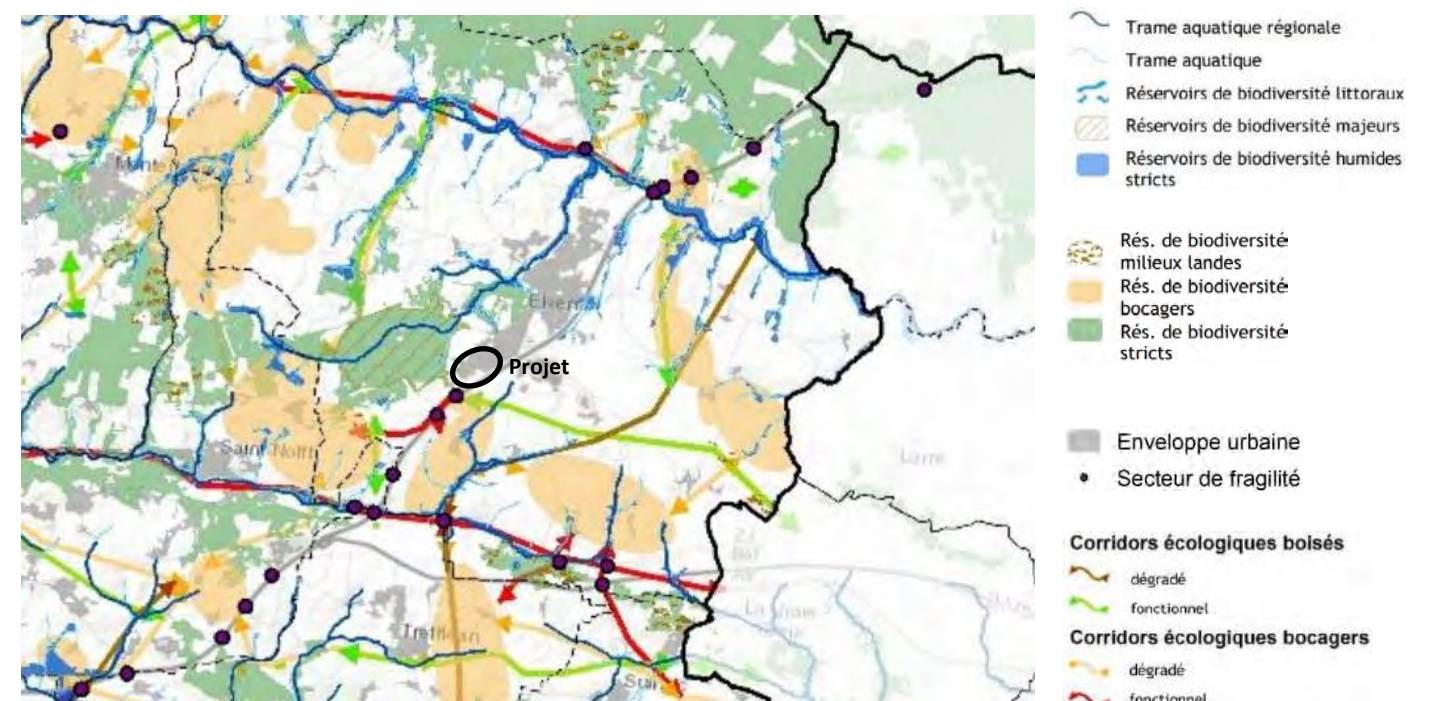 Elven
Projet
Saint-Nolff
Larré
Trame aquatique régionale
Trame aquatique
Réservoirs de biodiversité littoraux
Réservoirs de biodiversité majeurs
Réservoirs de biodiversité humides
stricts
Rés. de biodiversité
milieux landes
Rés. de biodiversité
bocagers
Rés. de biodiversité
stricts
Enveloppe urbaine
Secteur de fragilité
Corridors écologiques boisés
dégradé
fonctionnel
Corridors écologiques bocagers
dégradé
fonctionnel